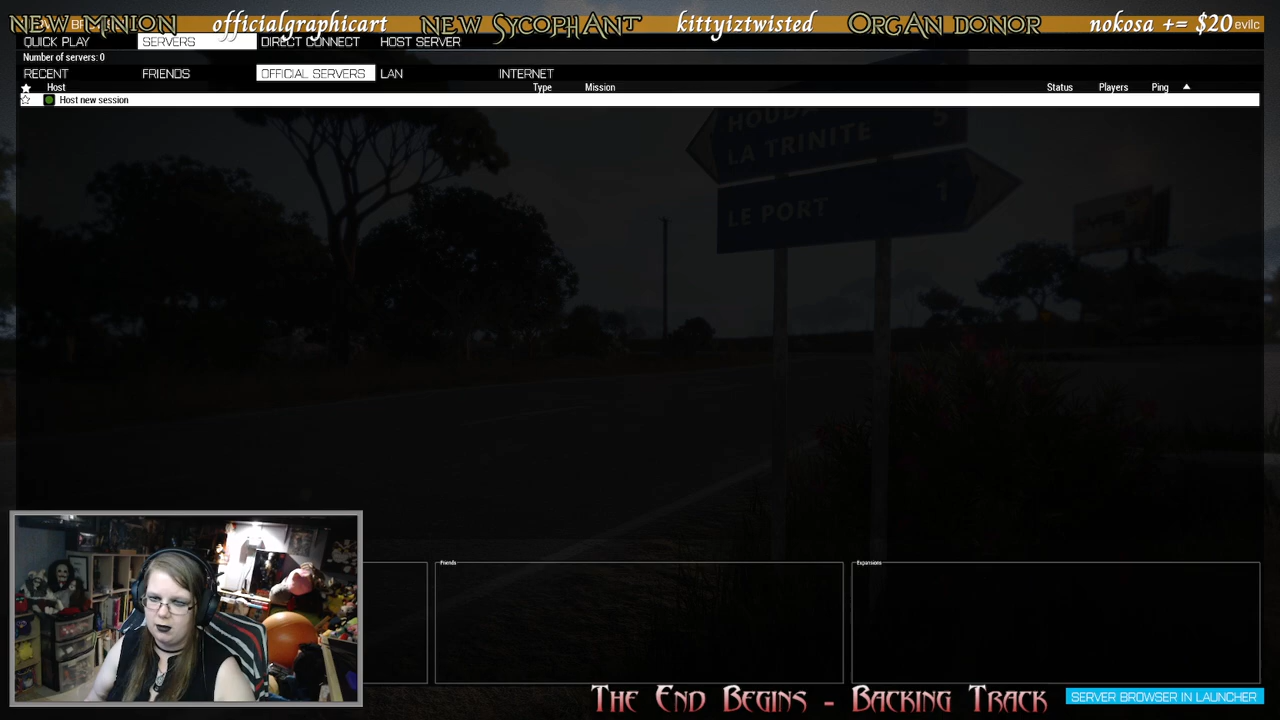 NEW MINION officialgraphicart NEW SYCOPHANT kittyiztwisted ORGAN DONOR nokosa += $20 evilc
QUICK PLAY SERVERS DIRECT CONNECT HOST SERVER
Number of servers: 0
RECENT FRIENDS OFFICIAL SERVERS LAN INTERNET
Host Type Mission Status Players Ping
Host new session
HOUDAN 5
LA TRINITE
LE PORT 1
Friends Expansions
THE END BEGINS - BACKING TRACK
SERVER BROWSER IN LAUNCHER